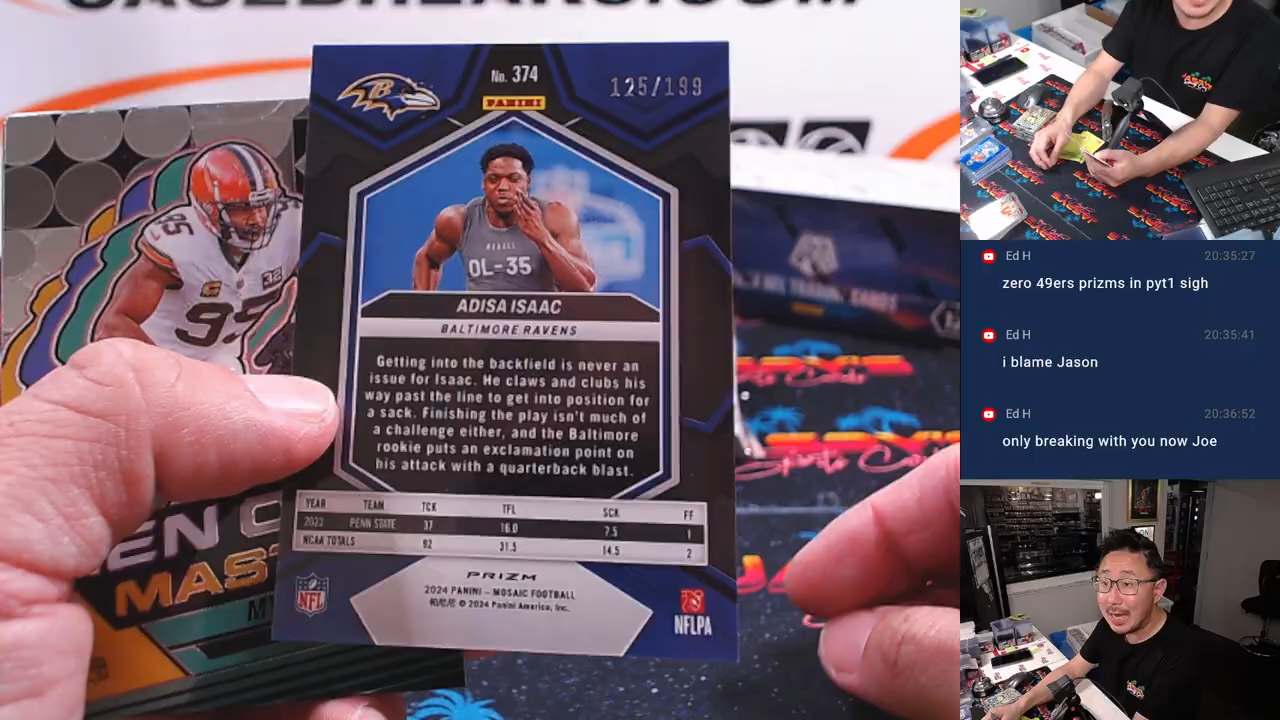 No. 374
125/199
PANINI
OL-35
ADISA ISAAC
BALTIMORE RAVENS
Getting into the backfield is never an
issue for Isaac. He claws and clubs his
way past the line to get into position for
a sack. Finishing the play isn't much of
a challenge either, and the Baltimore
rookie puts an exclamation point on
his attack with a quarterback blast.
YEAR TEAM TCK TFL SCK FF
2023 PENN STATE 37 16.0 7.5 1
NCAA TOTALS 92 31.5 14.5 2
PRIZM
2024 PANINI – MOSAIC FOOTBALL
© 2024 Panini America, Inc.
NFL
NFLPA
95
Ed H 20:35:27
zero 49ers prizms in pyt1 sigh
Ed H 20:35:41
i blame Jason
Ed H 20:36:52
only breaking with you now Joe